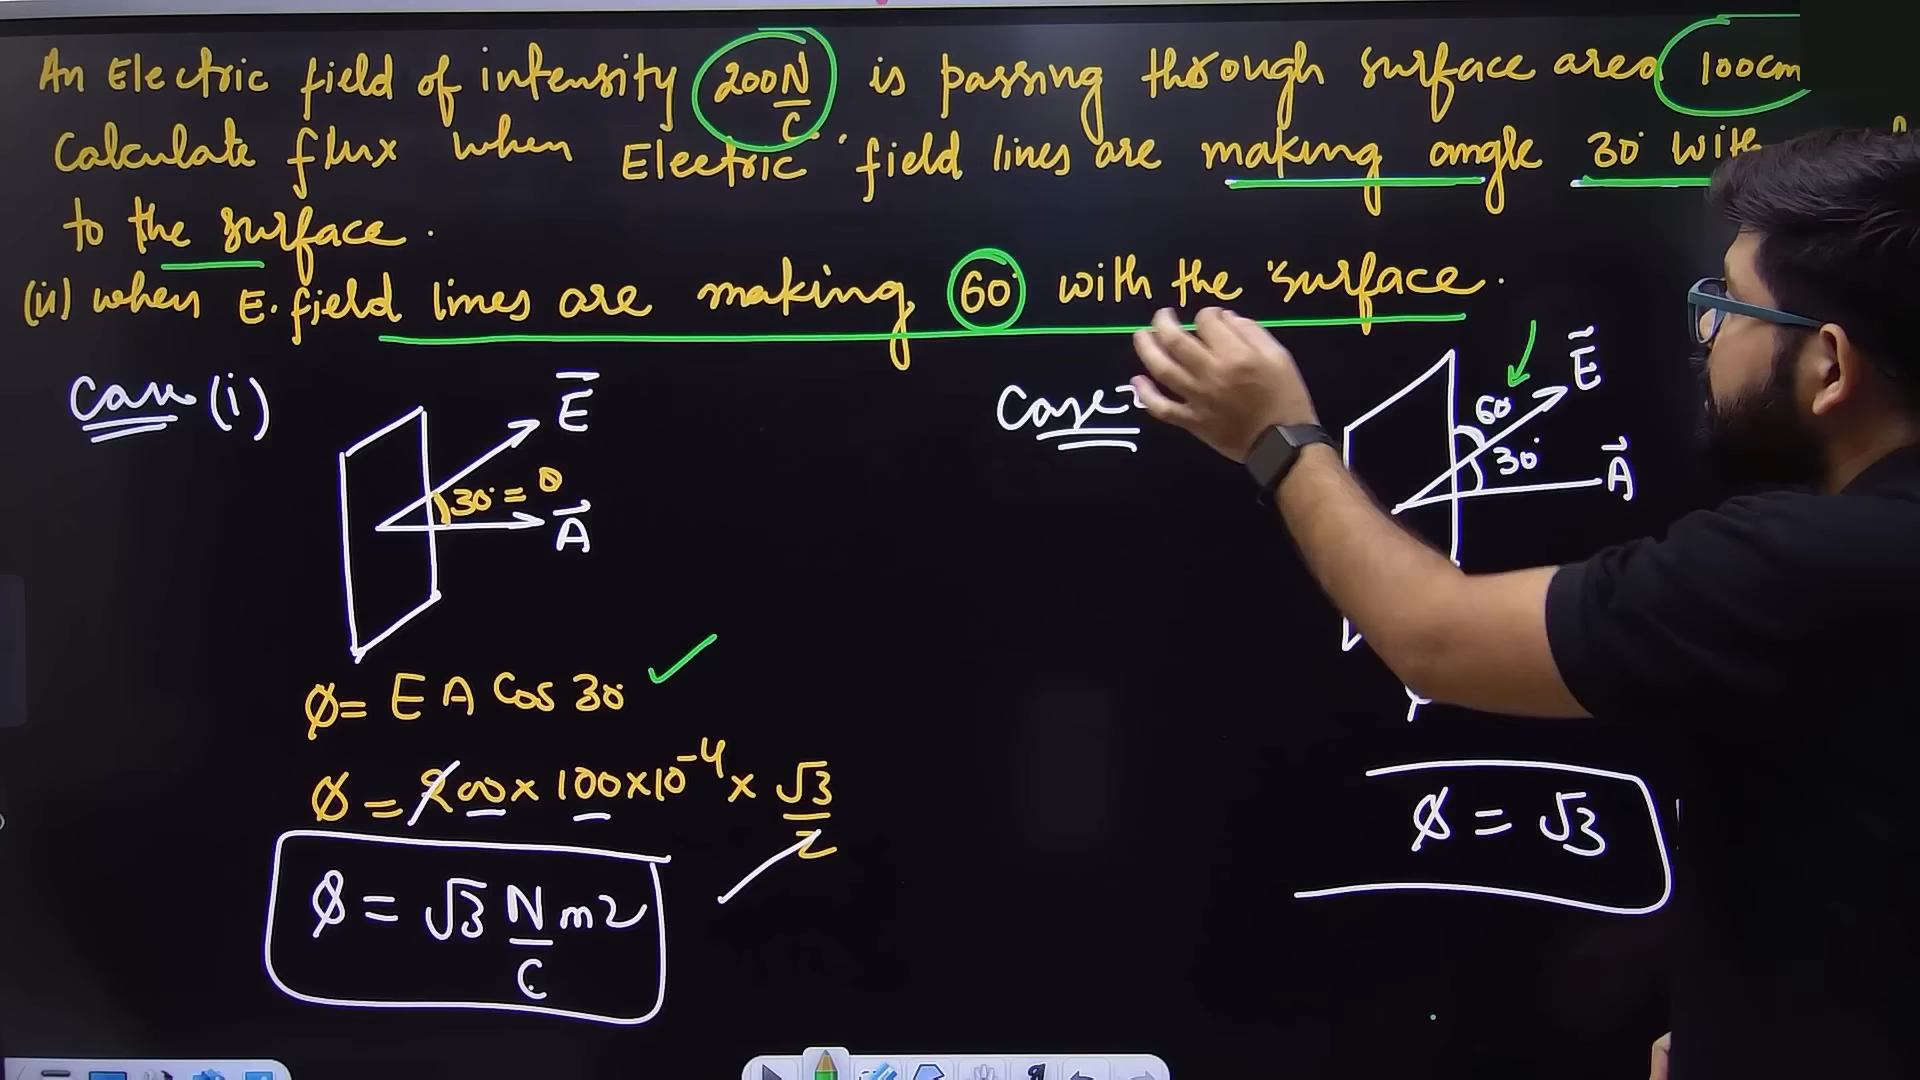 An Electric field of intensity 200 N/C is passing through surface area 100cm
Calculate flux when Electric field lines are making angle 30° with
to the surface.
(ii) when E. field lines are making 60° with the surface.
Case (i)
E
30° = θ
A
ϕ = E A Cos 30°
ϕ = 200 × 100 × 10⁻⁴ × √3/2
ϕ = √3 N/C m2
Case
E
60°
30°
A
ϕ = √3